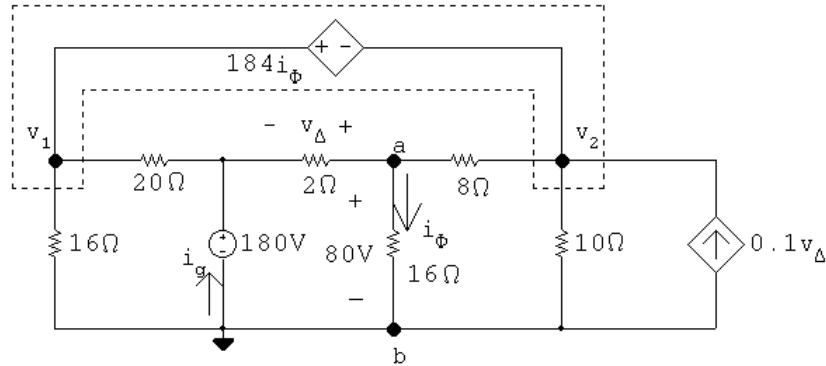 + -
184iΦ
v1
- vΔ +
a
v2
20Ω
2Ω
8Ω
+
iΦ
16Ω
ig
+
-
180V
80V
16Ω
10Ω
0.1vΔ
-
b